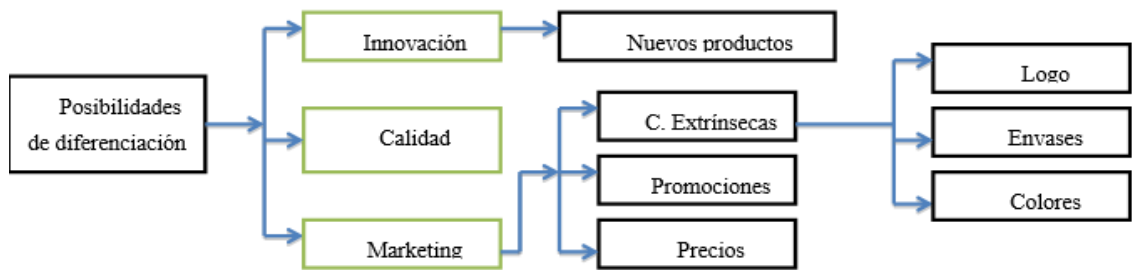 Posibilidades
de diferenciación
Innovación
Nuevos productos
Calidad
Marketing
C. Extrínsecas
Promociones
Precios
Logo
Envases
Colores